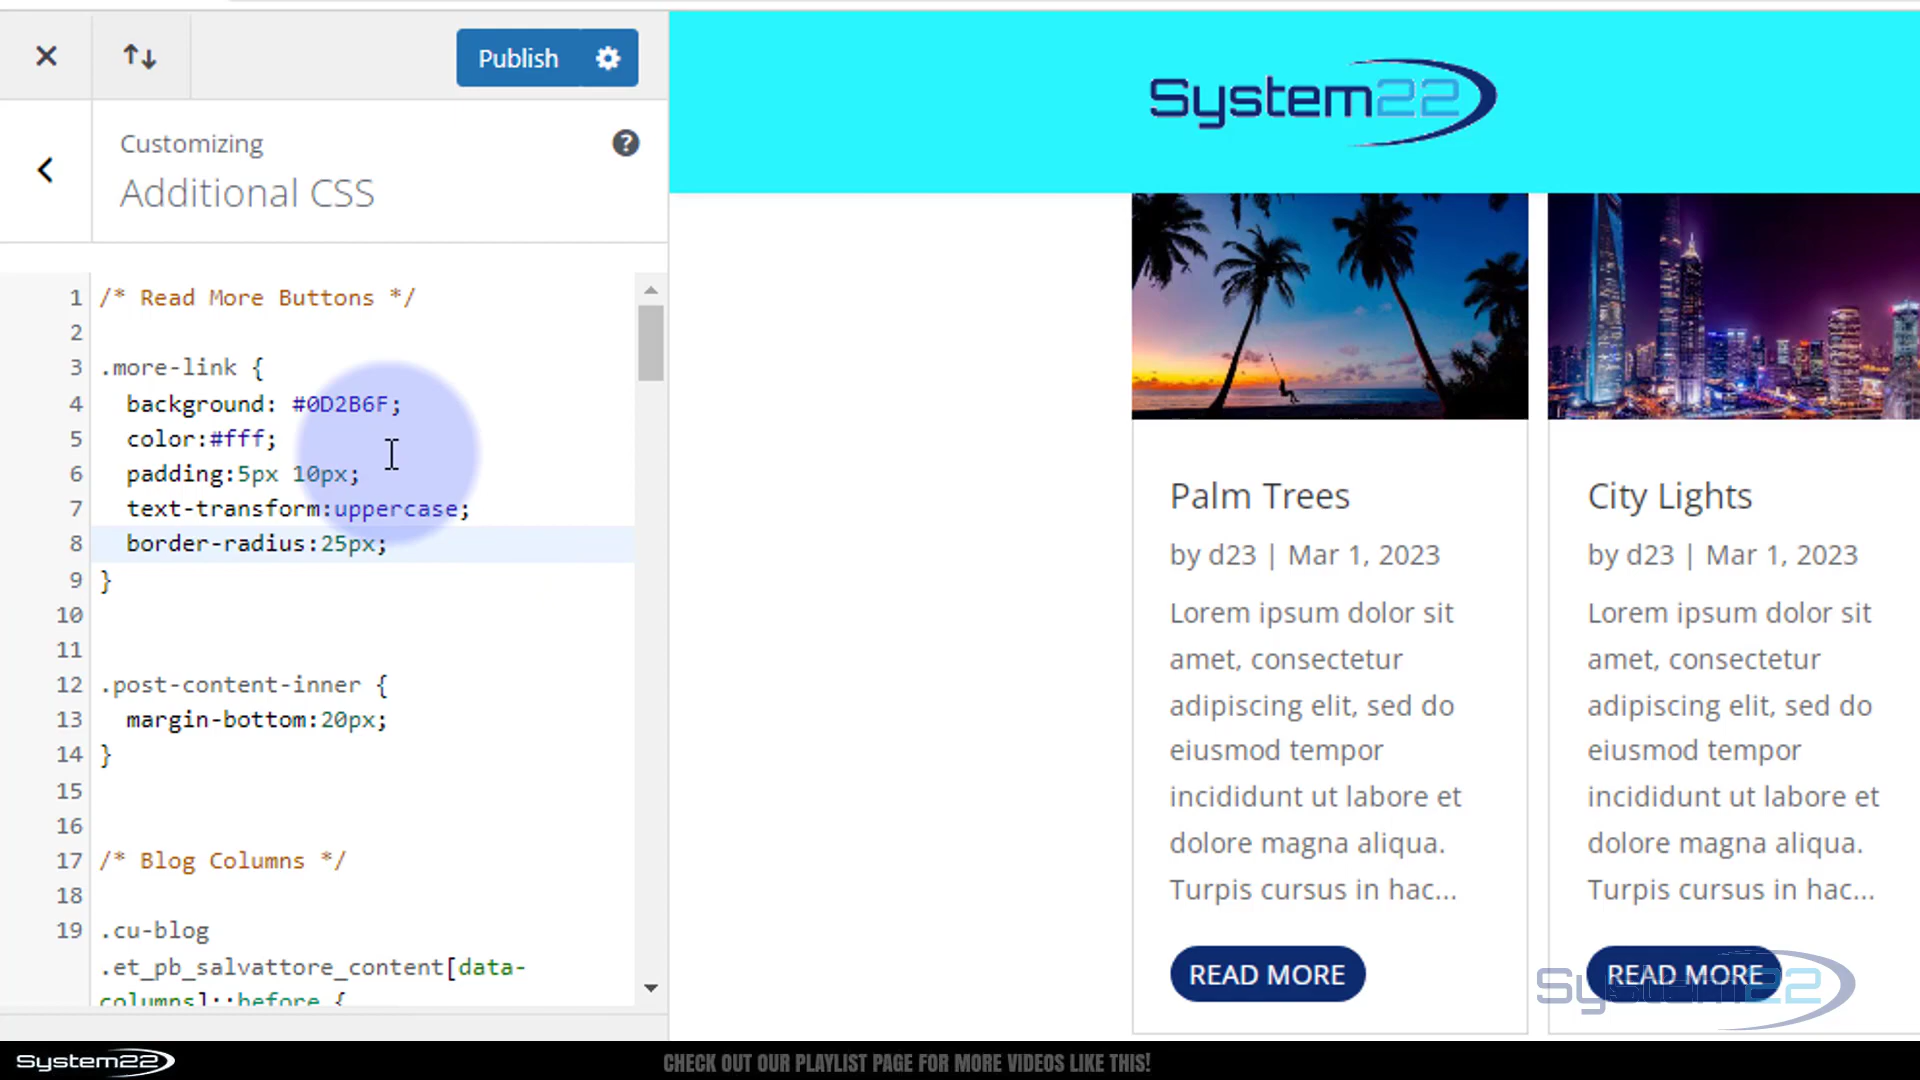 Publish
Customizing
Additional CSS
1 /* Read More Buttons */
2
3 .more-link {
4 background: #0D2B6F;
5 color:#fff;
6 padding:5px 10px;
7 text-transform:uppercase;
8 border-radius:25px;
9 }
10
11
12 .post-content-inner {
13 margin-bottom:20px;
14 }
15
16
17 /* Blog Columns */
18
19 .cu-blog
.et_pb_salvattore_content[data-
columns]::before {
System22
Palm Trees
by d23 | Mar 1, 2023
Lorem ipsum dolor sit
amet, consectetur
adipiscing elit, sed do
eiusmod tempor
incididunt ut labore et
dolore magna aliqua.
Turpis cursus in hac...
READ MORE
City Lights
by d23 | Mar 1, 2023
Lorem ipsum dolor sit
amet, consectetur
adipiscing elit, sed do
eiusmod tempor
incididunt ut labore et
dolore magna aliqua.
Turpis cursus in hac...
READ MORE
System22
System22
CHECK OUT OUR PLAYLIST PAGE FOR MORE VIDEOS LIKE THIS!